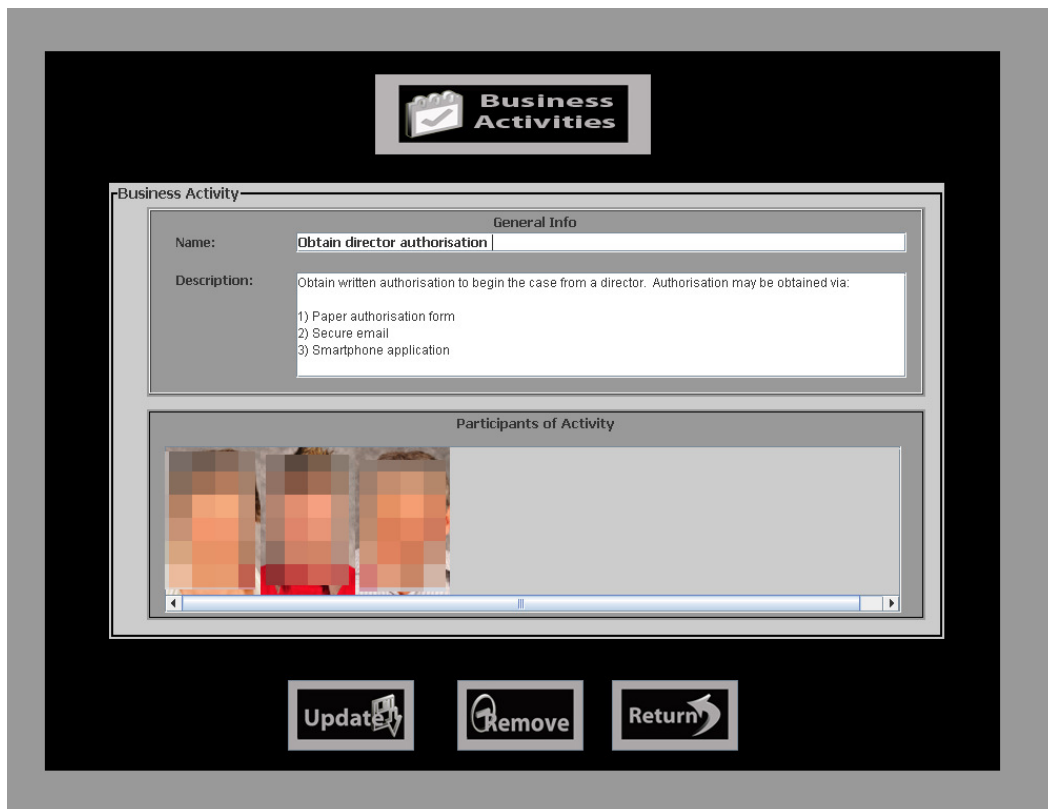 Business
Activities
Business Activity
General Info
Name:
Obtain director authorisation
Description:
Obtain written authorisation to begin the case from a director.  Authorisation may be obtained via:
1) Paper authorisation form
2) Secure email
3) Smartphone application
Participants of Activity
Update
Remove
Return